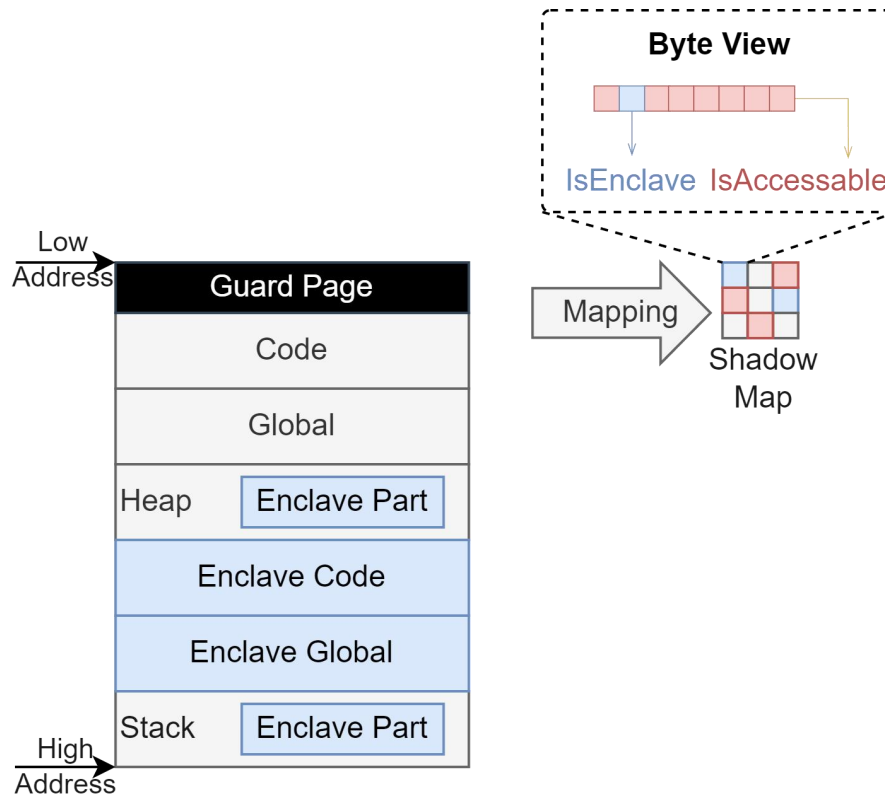 Byte View
IsEnclave IsAccessable
Low
Address
Guard Page
Code
Global
Heap Enclave Part
Enclave Code
Enclave Global
Stack Enclave Part
High
Address
Mapping
Shadow
Map